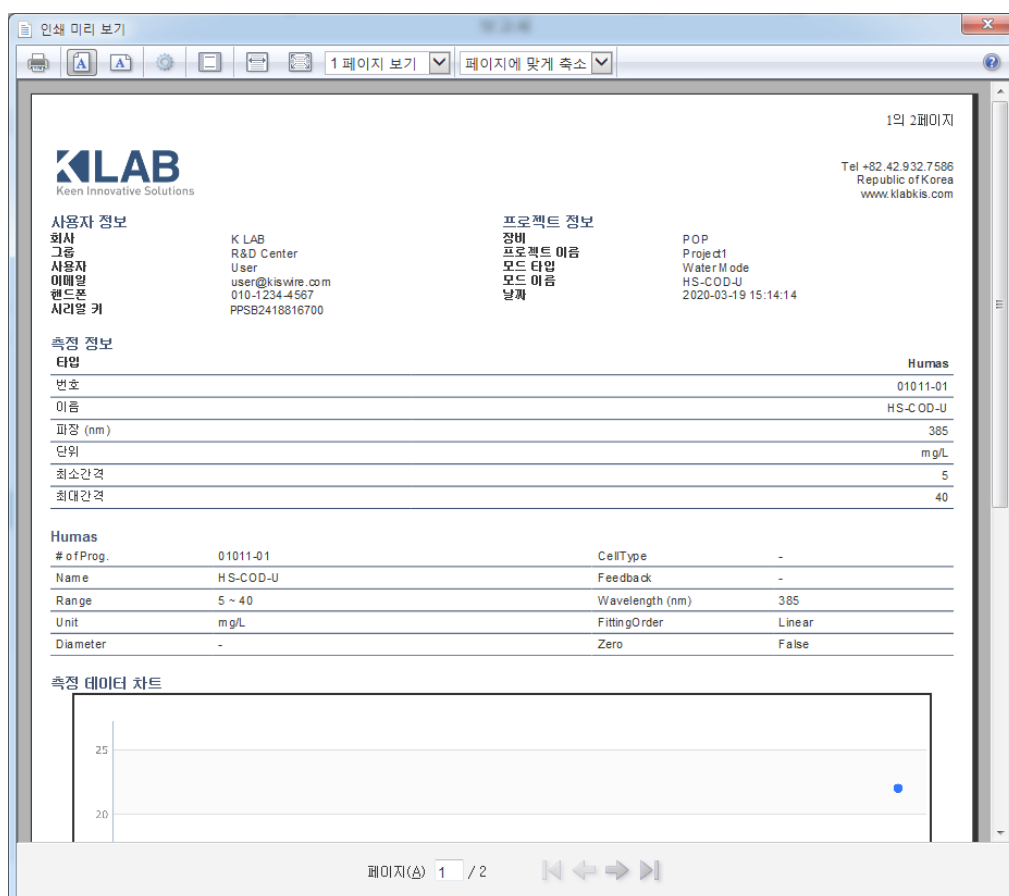 인쇄 미리 보기
1 페이지 보기 페이지에 맞게 축소
1의 2페이지
KLAB
Keen Innovative Solutions
Tel +82.42.932.7586
Republic of Korea
www.klabkis.com
사용자 정보
회사 K LAB
그룹 R&D Center
사용자 User
이메일 user@kiswire.com
핸드폰 010-1234-4567
시리얼 키 PPSB2418816700
프로젝트 정보
장비 POP
프로젝트 이름 Project1
모드 타입 Water Mode
모드 이름 HS-COD-U
날짜 2020-03-19 15:14:14
측정 정보
타입 Humas
번호 01011-01
이름 HS-COD-U
파장 (nm) 385
단위 mg/L
최소간격 5
최대간격 40
Humas
# of Prog. 01011-01 CellType -
Name HS-COD-U Feedback -
Range 5 ~ 40 Wavelength (nm) 385
Unit mg/L FittingOrder Linear
Diameter - Zero False
측정 데이터 차트
25
20
페이지(A) 1 / 2